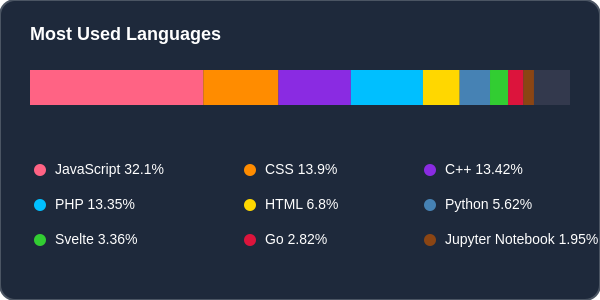 Most Used Languages
JavaScript 32.1% CSS 13.9% C++ 13.42%
PHP 13.35% HTML 6.8% Python 5.62%
Svelte 3.36% Go 2.82% Jupyter Notebook 1.95%